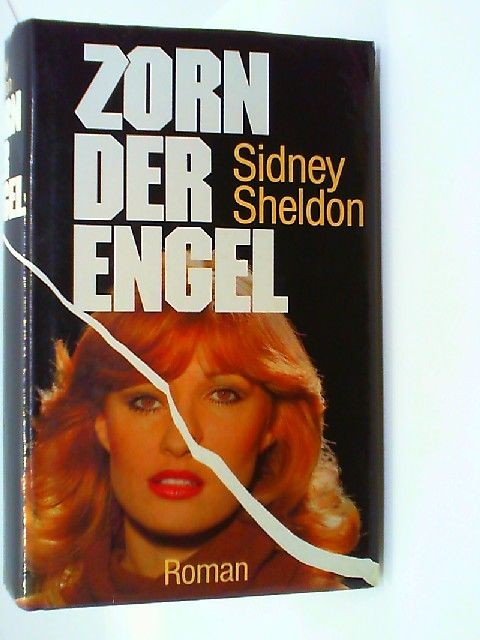 ZORN
DER
ENGEL
Sidney
Sheldon
Roman